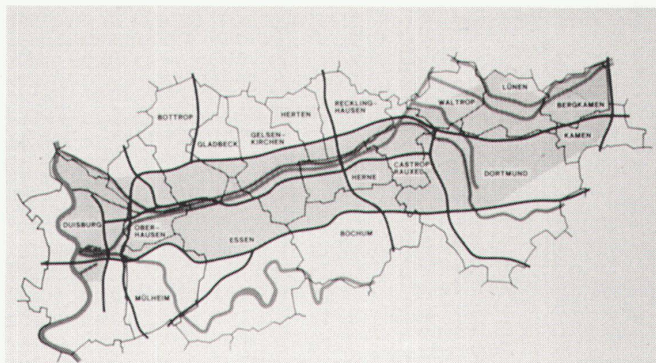 LÜNEN
WALTROP
BERGKAMEN
RECKLING-
HAUSEN
BOTTROP
HERTEN
GELSEN-
KIRCHEN
GLADBECK
KAMEN
CASTROP
RAUXEL
HERNE
DORTMUND
DUISBURG
OBER-
HAUSEN
ESSEN
BOCHUM
MÜLHEIM